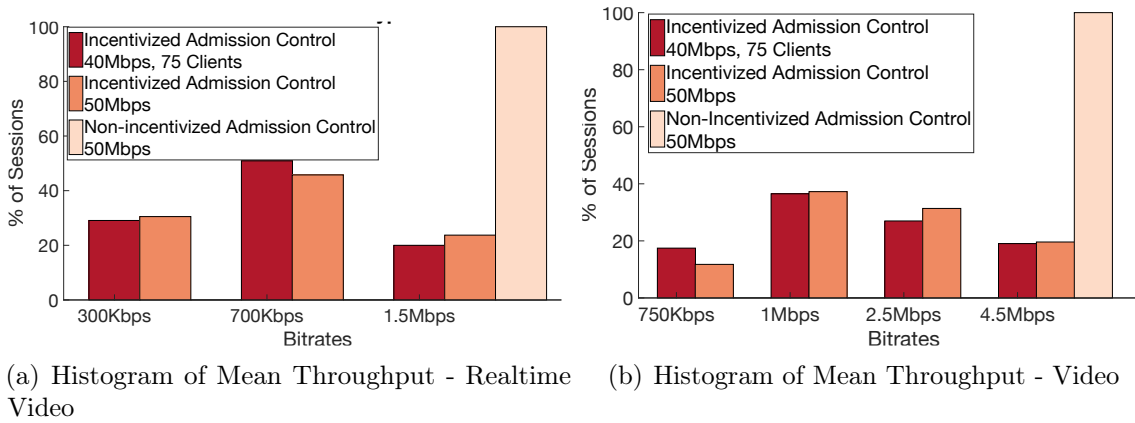 100
80
60
40
20
0
% of Sessions
Incentivized Admission Control
40Mbps, 75 Clients
Incentivized Admission Control
50Mbps
Non-incentivized Admission Control
50Mbps
300Kbps 700Kbps 1.5Mbps
Bitrates
(a) Histogram of Mean Throughput - Realtime
Video
100
80
60
40
20
0
% of Sessions
Incentivized Admission Control
40Mbps, 75 Clients
Incentivized Admission Control
50Mbps
Non-Incentivized Admission Control
50Mbps
750Kbps 1Mbps 2.5Mbps 4.5Mbps
Bitrates
(b) Histogram of Mean Throughput - Video